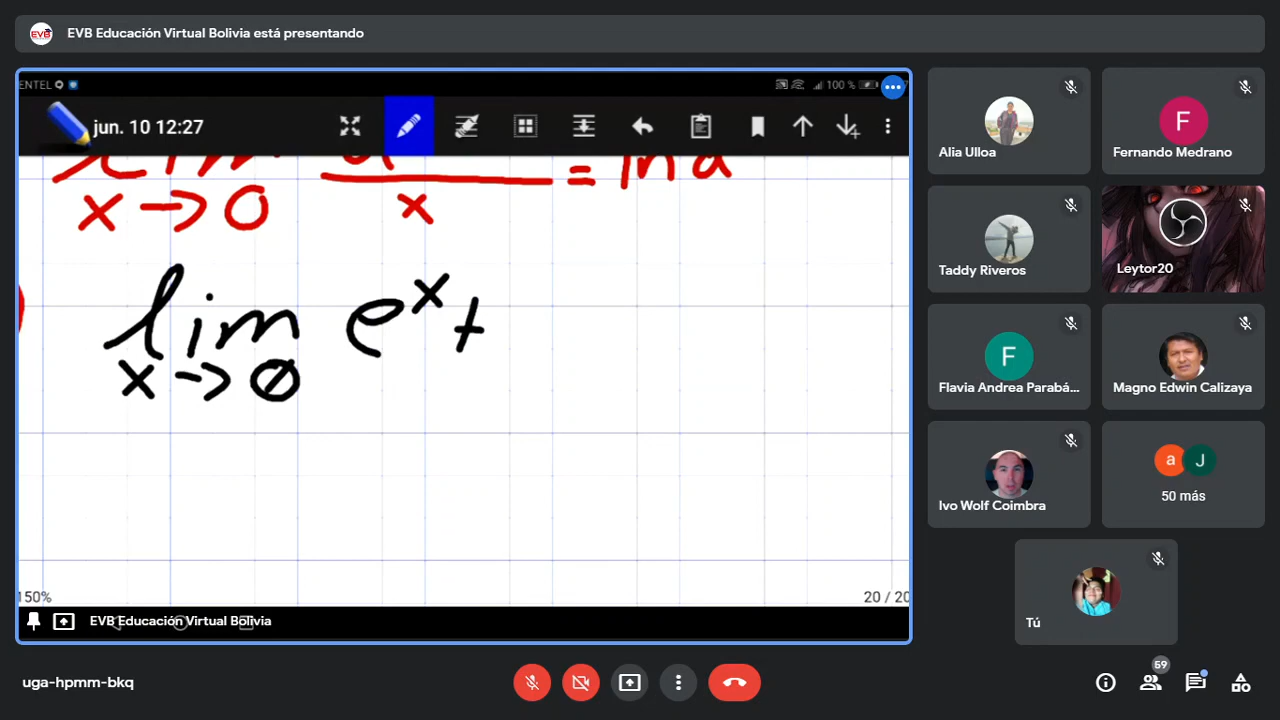 EVB Educación Virtual Bolivia está presentando
ENTEL
100 %
jun. 10 12:27
lim
x → 0
x
= ln a
lim e^x +
x → 0
150%
20 / 20
EVB Educación Virtual Bolivia
Alia Ulloa
F
Fernando Medrano
Taddy Riveros
Leytor20
F
Flavia Andrea Parabá...
Magno Edwin Calizaya
Ivo Wolf Coimbra
a J
50 más
Tú
uga-hpmm-bkq
59